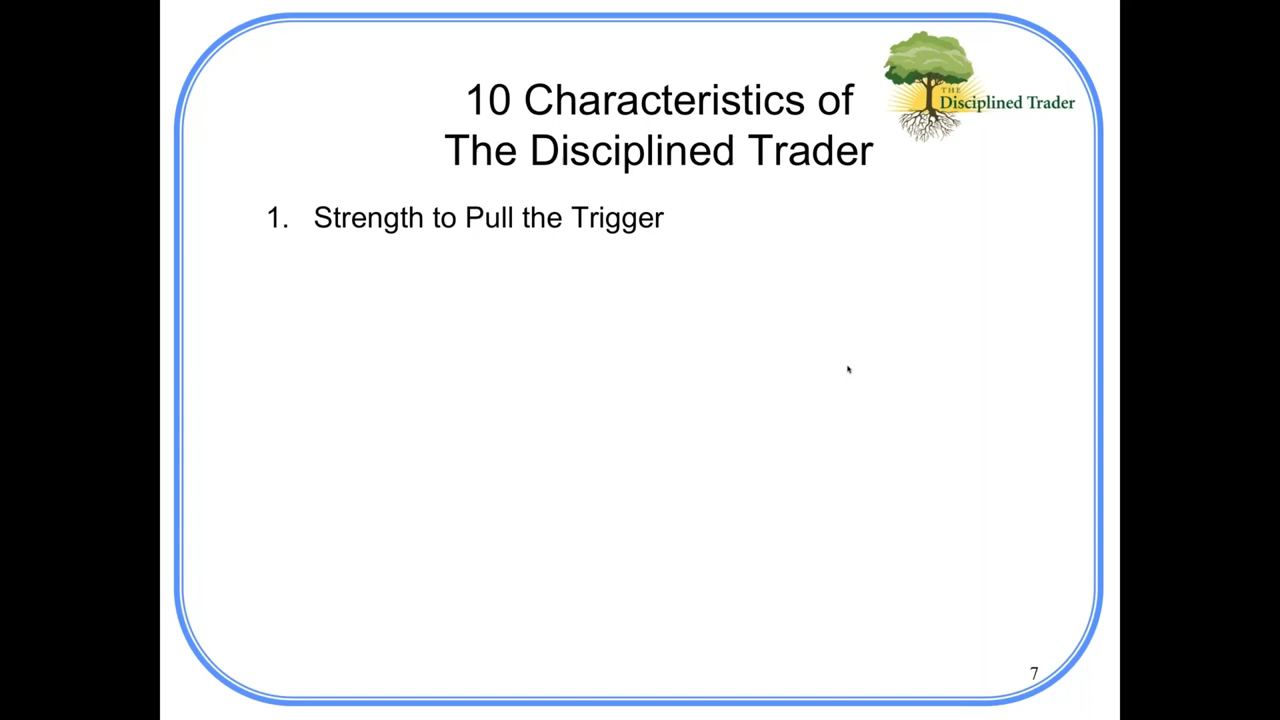 10 Characteristics of
The Disciplined Trader
THE
Disciplined Trader
1. Strength to Pull the Trigger
7